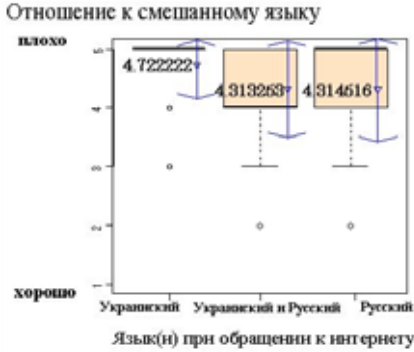 Отношение к смешанному языку
плохо
5
4.722222
4.313253
4.314516
4
3
2
1
хорошо
Украинский
Украинский и Русский
Русский
Язык(и) при обращении к интернету